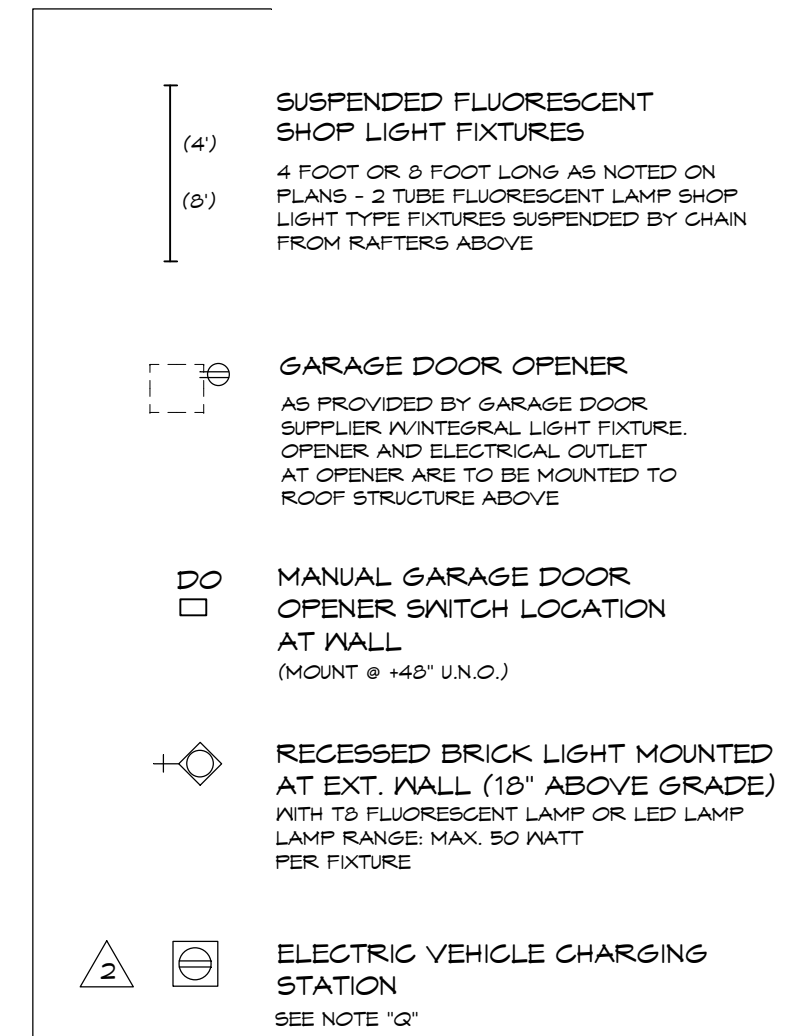 (4')
(8')
SUSPENDED FLUORESCENT
SHOP LIGHT FIXTURES
4 FOOT OR 8 FOOT LONG AS NOTED ON
PLANS - 2 TUBE FLUORESCENT LAMP SHOP
LIGHT TYPE FIXTURES SUSPENDED BY CHAIN
FROM RAFTERS ABOVE
GARAGE DOOR OPENER
AS PROVIDED BY GARAGE DOOR
SUPPLIER W/INTEGRAL LIGHT FIXTURE.
OPENER AND ELECTRICAL OUTLET
AT OPENER ARE TO BE MOUNTED TO
ROOF STRUCTURE ABOVE
DO
MANUAL GARAGE DOOR
OPENER SWITCH LOCATION
AT WALL
(MOUNT @ +48" U.N.O.)
RECESSED BRICK LIGHT MOUNTED
AT EXT. WALL (18" ABOVE GRADE)
WITH T8 FLUORESCENT LAMP OR LED LAMP
LAMP RANGE: MAX. 50 WATT
PER FIXTURE
2
ELECTRIC VEHICLE CHARGING
STATION
SEE NOTE "Q"